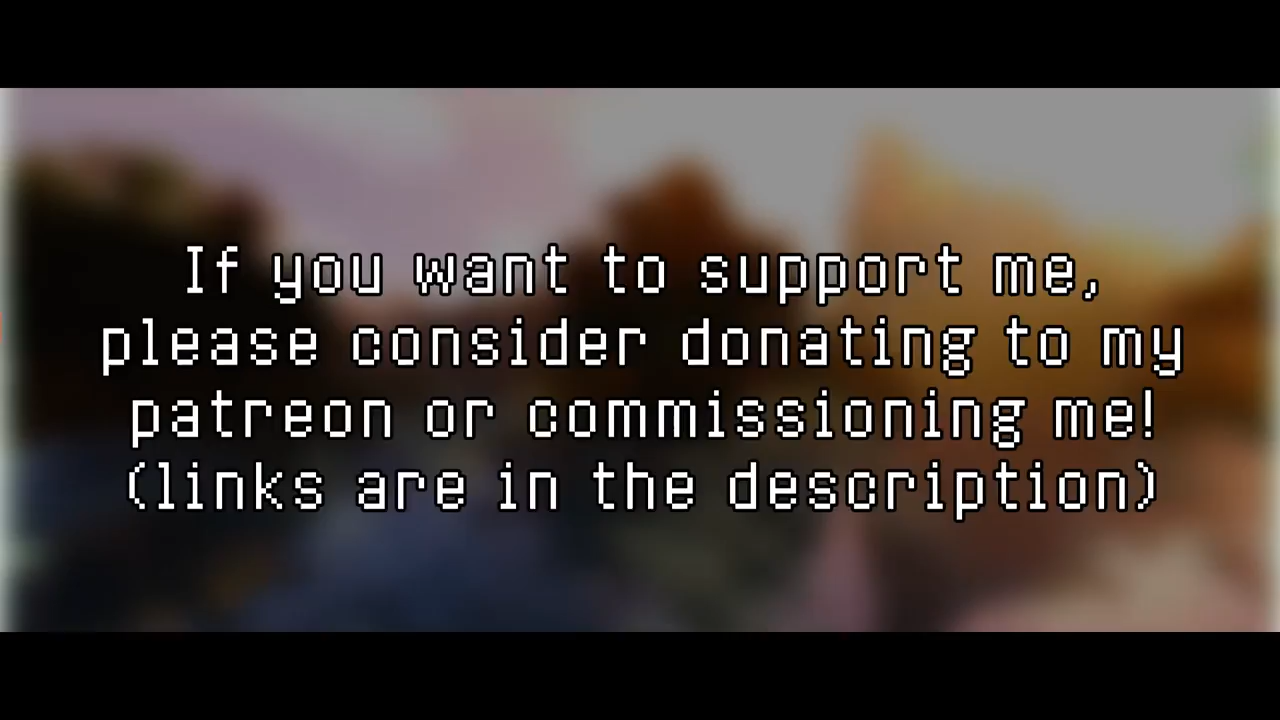 If you want to support me,
please consider donating to my
patreon or commissioning me!
(links are in the description)